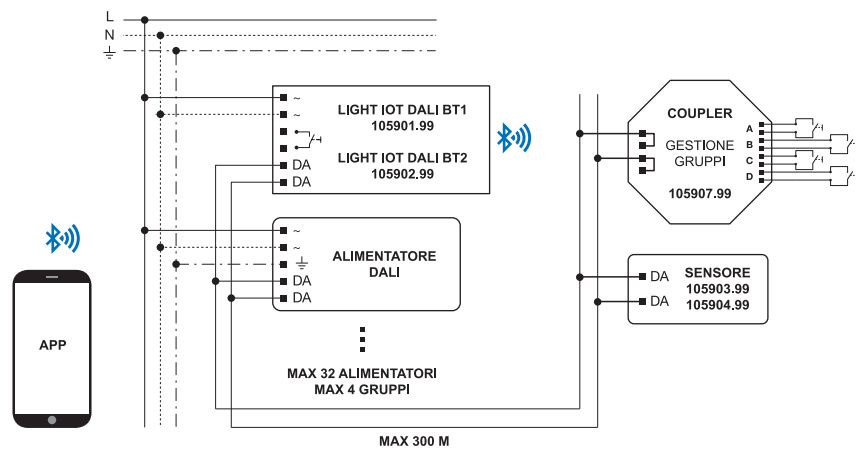 L
N
~
~
LIGHT IOT DALI BT1
105901.99
LIGHT IOT DALI BT2
105902.99
DA
DA
COUPLER
GESTIONE
GRUPPI
105907.99
A
B
C
D
~
~
DA
DA
ALIMENTATORE
DALI
DA
DA
SENSORE
105903.99
105904.99
APP
MAX 32 ALIMENTATORI
MAX 4 GRUPPI
MAX 300 M